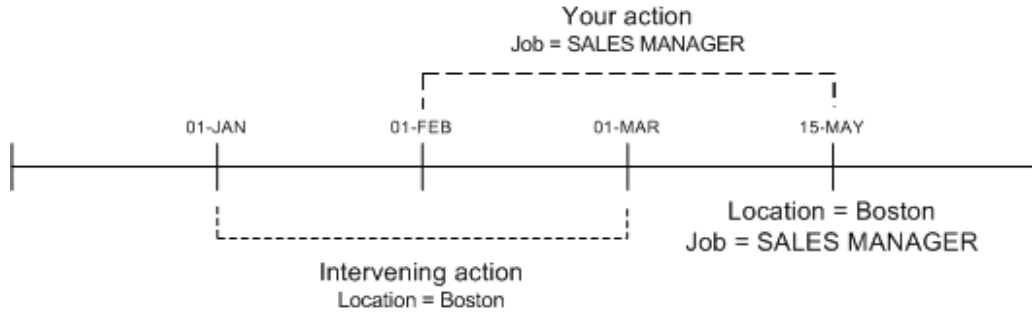 Your action
Job = SALES MANAGER
01-JAN
01-FEB
01-MAR
15-MAY
Location = Boston
Job = SALES MANAGER
Intervening action
Location = Boston